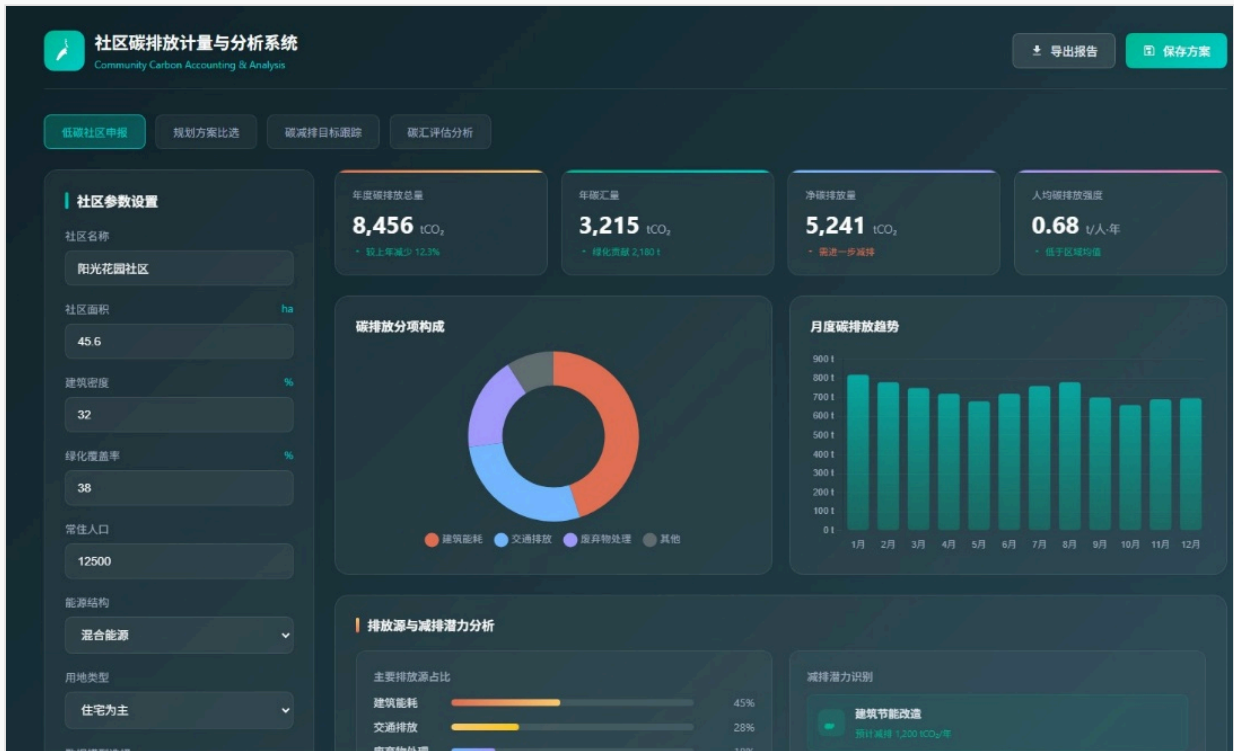 社区碳排放计量与分析系统
Community Carbon Accounting & Analysis
导出报告
保存方案
低碳社区申报
规划方案比选
碳减排目标跟踪
碳汇评估分析
社区参数设置
社区名称
阳光花园社区
社区面积 ha
45.6
建筑密度 %
32
绿化覆盖率 %
38
常住人口
12500
能源结构
混合能源
用地类型
住宅为主
年度碳排放总量
8,456 tCO₂
较上年减少 12.3%
年碳汇量
3,215 tCO₂
绿化贡献 2,180 t
净碳排放量
5,241 tCO₂
需进一步减排
人均碳排放强度
0.68 t/人·年
低于区域均值
碳排放分项构成
建筑能耗 交通排放 废弃物处理 其他
月度碳排放趋势
900 t
800 t
700 t
600 t
500 t
400 t
300 t
200 t
100 t
0 t
1月 2月 3月 4月 5月 6月 7月 8月 9月 10月 11月 12月
排放源与减排潜力分析
主要排放源占比
建筑能耗 45%
交通排放 28%
废弃物处理 18%
减排潜力识别
建筑节能改造
预计减排 1,200 tCO₂/年